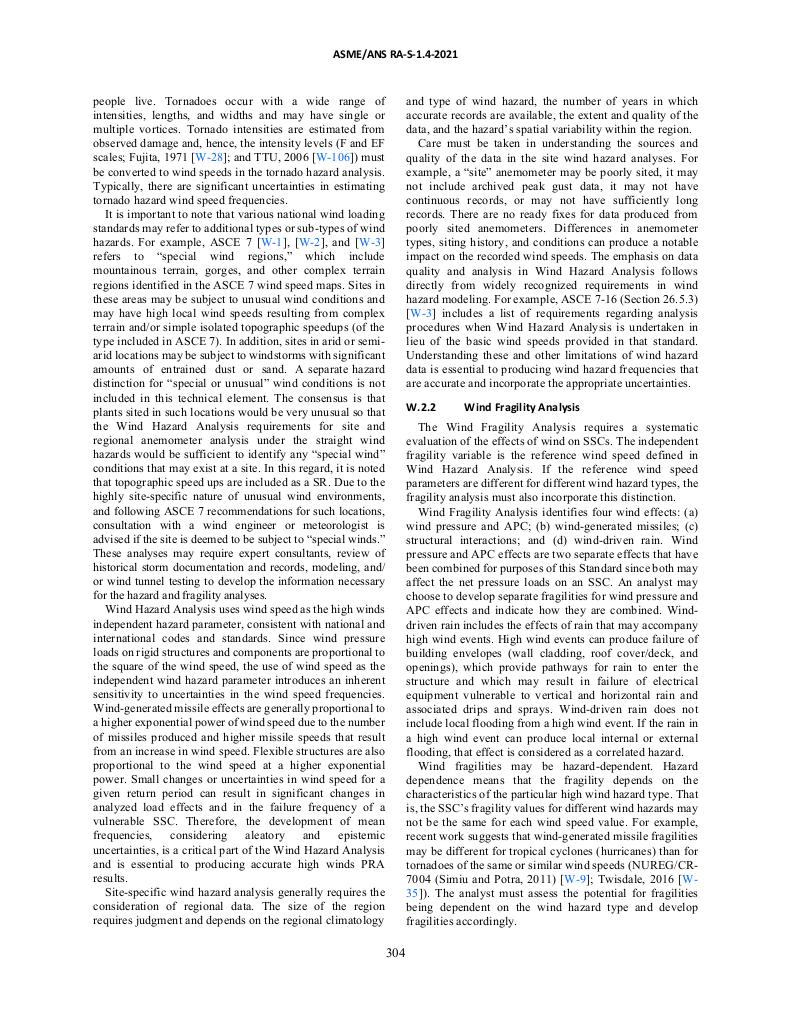 ASME/ANS RA-S-1.4-2021
people live. Tornadoes occur with a wide range of
intensities, lengths, and widths and may have single or
multiple vortices. Tornado intensities are estimated from
observed damage and, hence, the intensity levels (F and EF
scales; Fujita, 1971 [W-28]; and TTU, 2006 [W-106]) must
be converted to wind speeds in the tornado hazard analysis.
Typically, there are significant uncertainties in estimating
tornado hazard wind speed frequencies.
It is important to note that various national wind loading
standards may refer to additional types or sub-types of wind
hazards. For example, ASCE 7 [W-1], [W-2], and [W-3]
refers to “special wind regions,” which include
mountainous terrain, gorges, and other complex terrain
regions identified in the ASCE 7 wind speed maps. Sites in
these areas may be subject to unusual wind conditions and
may have high local wind speeds resulting from complex
terrain and/or simple isolated topographic speedups (of the
type included in ASCE 7). In addition, sites in arid or semi-
arid locations may be subject to windstorms with significant
amounts of entrained dust or sand. A separate hazard
distinction for “special or unusual” wind conditions is not
included in this technical element. The consensus is that
plants sited in such locations would be very unusual so that
the Wind Hazard Analysis requirements for site and
regional anemometer analysis under the straight wind
hazards would be sufficient to identify any “special wind”
conditions that may exist at a site. In this regard, it is noted
that topographic speed ups are included as a SR. Due to the
highly site-specific nature of unusual wind environments,
and following ASCE 7 recommendations for such locations,
consultation with a wind engineer or meteorologist is
advised if the site is deemed to be subject to “special winds.”
These analyses may require expert consultants, review of
historical storm documentation and records, modeling, and/
or wind tunnel testing to develop the information necessary
for the hazard and fragility analyses.
Wind Hazard Analysis uses wind speed as the high winds
independent hazard parameter, consistent with national and
international codes and standards. Since wind pressure
loads on rigid structures and components are proportional to
the square of the wind speed, the use of wind speed as the
independent wind hazard parameter introduces an inherent
sensitivity to uncertainties in the wind speed frequencies.
Wind-generated missile effects are generally proportional to
a higher exponential power of wind speed due to the number
of missiles produced and higher missile speeds that result
from an increase in wind speed. Flexible structures are also
proportional to the wind speed at a higher exponential
power. Small changes or uncertainties in wind speed for a
given return period can result in significant changes in
analyzed load effects and in the failure frequency of a
vulnerable SSC. Therefore, the development of mean
frequencies, considering aleatory and epistemic
uncertainties, is a critical part of the Wind Hazard Analysis
and is essential to producing accurate high winds PRA
results.
Site-specific wind hazard analysis generally requires the
consideration of regional data. The size of the region
requires judgment and depends on the regional climatology
and type of wind hazard, the number of years in which
accurate records are available, the extent and quality of the
data, and the hazard’s spatial variability within the region.
Care must be taken in understanding the sources and
quality of the data in the site wind hazard analyses. For
example, a “site” anemometer may be poorly sited, it may
not include archived peak gust data, it may not have
continuous records, or may not have sufficiently long
records. There are no ready fixes for data produced from
poorly sited anemometers. Differences in anemometer
types, siting history, and conditions can produce a notable
impact on the recorded wind speeds. The emphasis on data
quality and analysis in Wind Hazard Analysis follows
directly from widely recognized requirements in wind
hazard modeling. For example, ASCE 7-16 (Section 26.5.3)
[W-3] includes a list of requirements regarding analysis
procedures when Wind Hazard Analysis is undertaken in
lieu of the basic wind speeds provided in that standard.
Understanding these and other limitations of wind hazard
data is essential to producing wind hazard frequencies that
are accurate and incorporate the appropriate uncertainties.
W.2.2 Wind Fragility Analysis
The Wind Fragility Analysis requires a systematic
evaluation of the effects of wind on SSCs. The independent
fragility variable is the reference wind speed defined in
Wind Hazard Analysis. If the reference wind speed
parameters are different for different wind hazard types, the
fragility analysis must also incorporate this distinction.
Wind Fragility Analysis identifies four wind effects: (a)
wind pressure and APC; (b) wind-generated missiles; (c)
structural interactions; and (d) wind-driven rain. Wind
pressure and APC effects are two separate effects that have
been combined for purposes of this Standard since both may
affect the net pressure loads on an SSC. An analyst may
choose to develop separate fragilities for wind pressure and
APC effects and indicate how they are combined. Wind-
driven rain includes the effects of rain that may accompany
high wind events. High wind events can produce failure of
building envelopes (wall cladding, roof cover/deck, and
openings), which provide pathways for rain to enter the
structure and which may result in failure of electrical
equipment vulnerable to vertical and horizontal rain and
associated drips and sprays. Wind-driven rain does not
include local flooding from a high wind event. If the rain in
a high wind event can produce local internal or external
flooding, that effect is considered as a correlated hazard.
Wind fragilities may be hazard-dependent. Hazard
dependence means that the fragility depends on the
characteristics of the particular high wind hazard type. That
is, the SSC’s fragility values for different wind hazards may
not be the same for each wind speed value. For example,
recent work suggests that wind-generated missile fragilities
may be different for tropical cyclones (hurricanes) than for
tornadoes of the same or similar wind speeds (NUREG/CR-
7004 (Simiu and Potra, 2011) [W-9]; Twisdale, 2016 [W-
35]). The analyst must assess the potential for fragilities
being dependent on the wind hazard type and develop
fragilities accordingly.
304